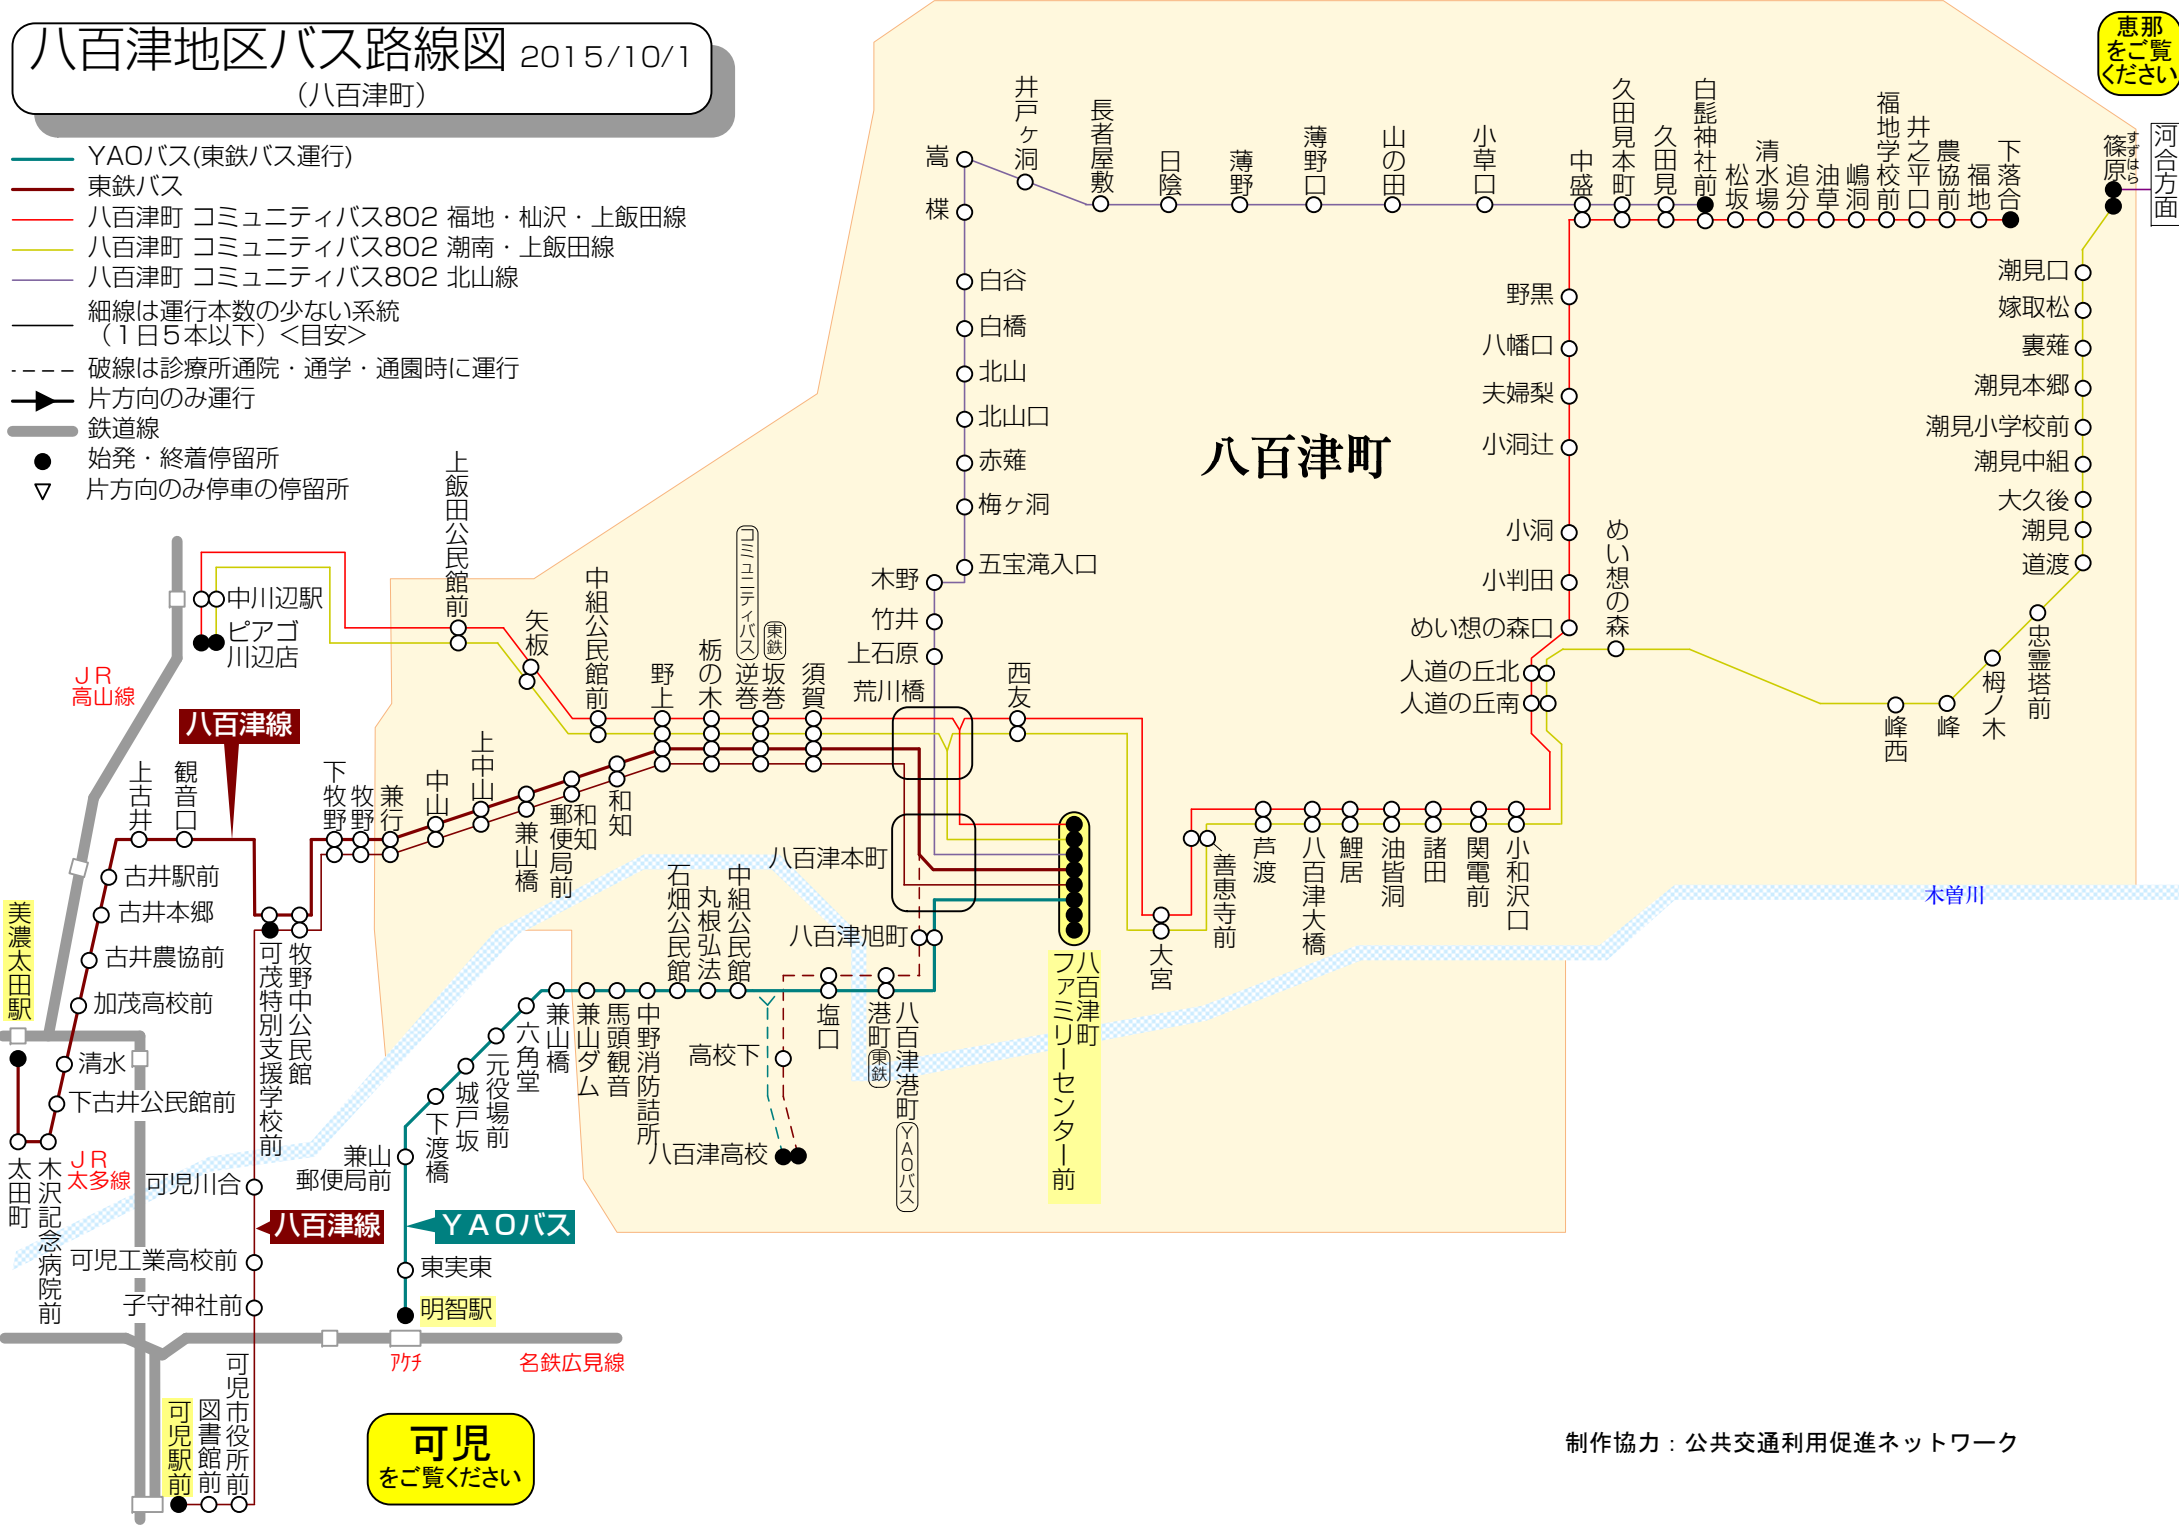 八百津地区バス路線図 2015/10/1
（八百津町）
YAOバス(東鉄バス運行)
東鉄バス
八百津町 コミュニティバス802 福地・杣沢・上飯田線
八百津町 コミュニティバス802 潮南・上飯田線
八百津町 コミュニティバス802 北山線
細線は運行本数の少ない系統
（１日５本以下）＜目安＞
破線は診療所通院・通学・通園時に運行
片方向のみ運行
鉄道線
始発・終着停留所
片方向のみ停車の停留所
恵那
をご覧
ください
河合方面
篠原
すずはら
嵩
井戸ヶ洞
長者屋敷
日陰
薄野
薄野口
山の田
小草口
中盛
久田見本町
久田見
白髭神社前
松坂
清水場
追分
油草
嶋洞
福地学校前
井之平口
農協前
福地
下落合
楪
白谷
白橋
北山
北山口
赤薙
梅ヶ洞
五宝滝入口
木野
竹井
上石原
荒川橋
八百津町
野黒
八幡口
夫婦梨
小洞辻
小洞
小判田
めい想の森口
めい想の森
人道の丘北
人道の丘南
潮見口
嫁取松
裏薙
潮見本郷
潮見小学校前
潮見中組
大久後
潮見
道渡
忠霊塔前
栂ノ木
峰
峰西
中川辺駅
ピアゴ
川辺店
ＪＲ
高山線
上飯田公民館前
矢板
中組公民館前
野上
栃の木
コミュニティバス
逆巻
東鉄
坂巻
須賀
西友
八百津線
上古井
観音口
下牧野
牧野
兼行
中山
上中山
兼山橋
和知
郵便局前
和知
古井駅前
古井本郷
古井農協前
加茂高校前
清水
下古井公民館前
美濃太田駅
太田町
木沢記念病院前
ＪＲ
太多線
可茂特別支援学校前
牧野中公民館
可児川合
八百津線
可児工業高校前
子守神社前
可児市役所前
図書館前
可児駅前
石畑公民館
丸根弘法
中組公民館
八百津本町
八百津旭町
塩口
港町
東鉄
八百津港町
YAOバス
高校下
八百津高校
中野消防詰所
馬頭観音
兼山ダム
兼山橋
六角堂
元役場前
城戸坂
下渡橋
兼山
郵便局前
ＹＡＯバス
東実東
明智駅
アケチ
名鉄広見線
八百津町
ファミリーセンター前
大宮
善恵寺前
芦渡
八百津大橋
鯉居
油皆洞
諸田
関電前
小和沢口
木曽川
可児
をご覧ください
制作協力：公共交通利用促進ネットワーク